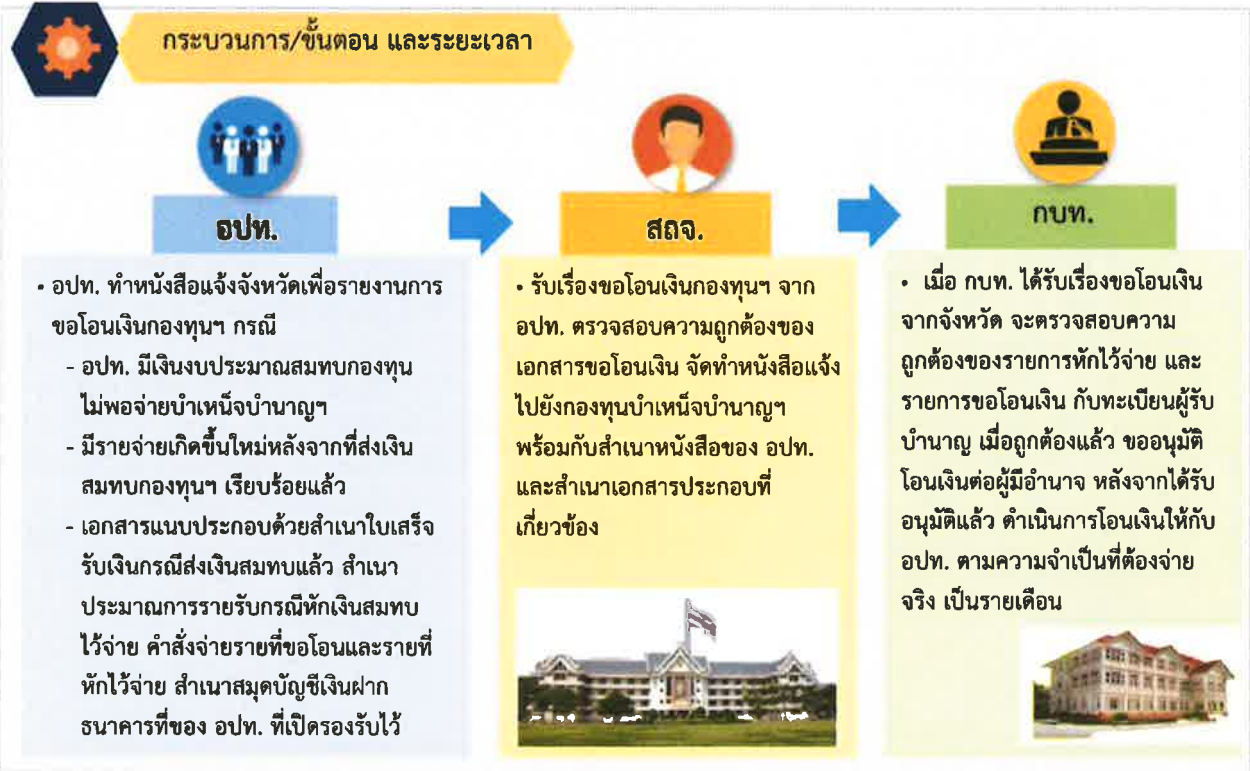 กระบวนการ/ขั้นตอน และระยะเวลา
อปท.
• อปท. ทำหนังสือแจ้งจังหวัดเพื่อรายงานการ
ขอโอนเงินกองทุนฯ กรณี
- อปท. มีเงินงบประมาณสมทบกองทุน
ไม่พอจ่ายบำเหน็จบำนาญฯ
- มีรายจ่ายเกิดขึ้นใหม่หลังจากที่ส่งเงิน
สมทบกองทุนฯ เรียบร้อยแล้ว
- เอกสารแนบประกอบด้วยสำเนาใบเสร็จ
รับเงินกรณีส่งเงินสมทบแล้ว สำเนา
ประมาณการรายรับกรณีหักเงินสมทบ
ไว้จ่าย คำสั่งจ่ายรายที่ขอโอนและรายที่
หักไว้จ่าย สำเนาสมุดบัญชีเงินฝาก
ธนาคารที่ของ อปท. ที่เปิดรองรับไว้
สถจ.
• รับเรื่องขอโอนเงินกองทุนฯ จาก
อปท. ตรวจสอบความถูกต้องของ
เอกสารขอโอนเงิน จัดทำหนังสือแจ้ง
ไปยังกองทุนบำเหน็จบำนาญฯ
พร้อมกับสำเนาหนังสือของ อปท.
และสำเนาเอกสารประกอบที่
เกี่ยวข้อง
กบท.
• เมื่อ กบท. ได้รับเรื่องขอโอนเงิน
จากจังหวัด จะตรวจสอบความ
ถูกต้องของรายการหักไว้จ่าย และ
รายการขอโอนเงิน กับทะเบียนผู้รับ
บำนาญ เมื่อถูกต้องแล้ว ขออนุมัติ
โอนเงินต่อผู้มีอำนาจ หลังจากได้รับ
อนุมัติแล้ว ดำเนินการโอนเงินให้กับ
อปท. ตามความจำเป็นที่ต้องจ่าย
จริง เป็นรายเดือน